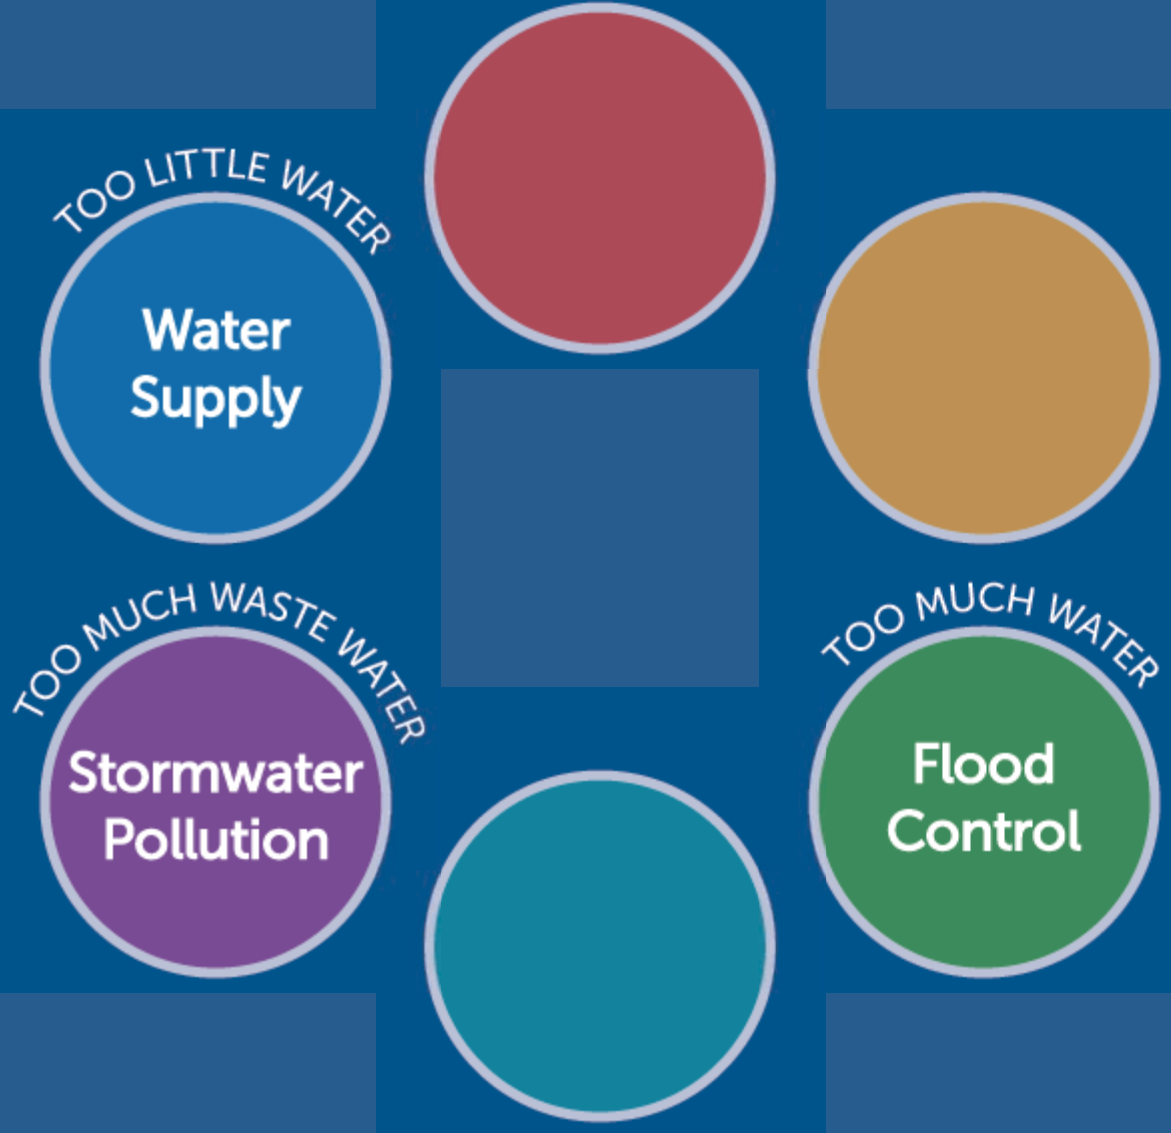 TOO LITTLE WATER
Water
Supply
TOO MUCH WASTE WATER
Stormwater
Pollution
TOO MUCH WATER
Flood
Control